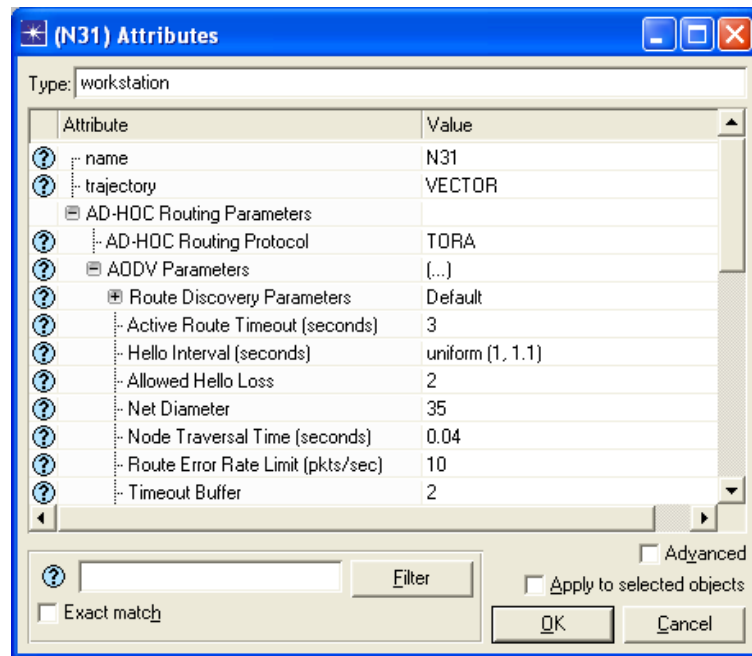 (N31) Attributes
Type: workstation
Attribute Value
name N31
trajectory VECTOR
AD-HOC Routing Parameters
AD-HOC Routing Protocol TORA
AODV Parameters (...)
Route Discovery Parameters Default
Active Route Timeout (seconds) 3
Hello Interval (seconds) uniform (1, 1.1)
Allowed Hello Loss 2
Net Diameter 35
Node Traversal Time (seconds) 0.04
Route Error Rate Limit (pkts/sec) 10
Timeout Buffer 2
Advanced
Filter
Apply to selected objects
Exact match
OK Cancel